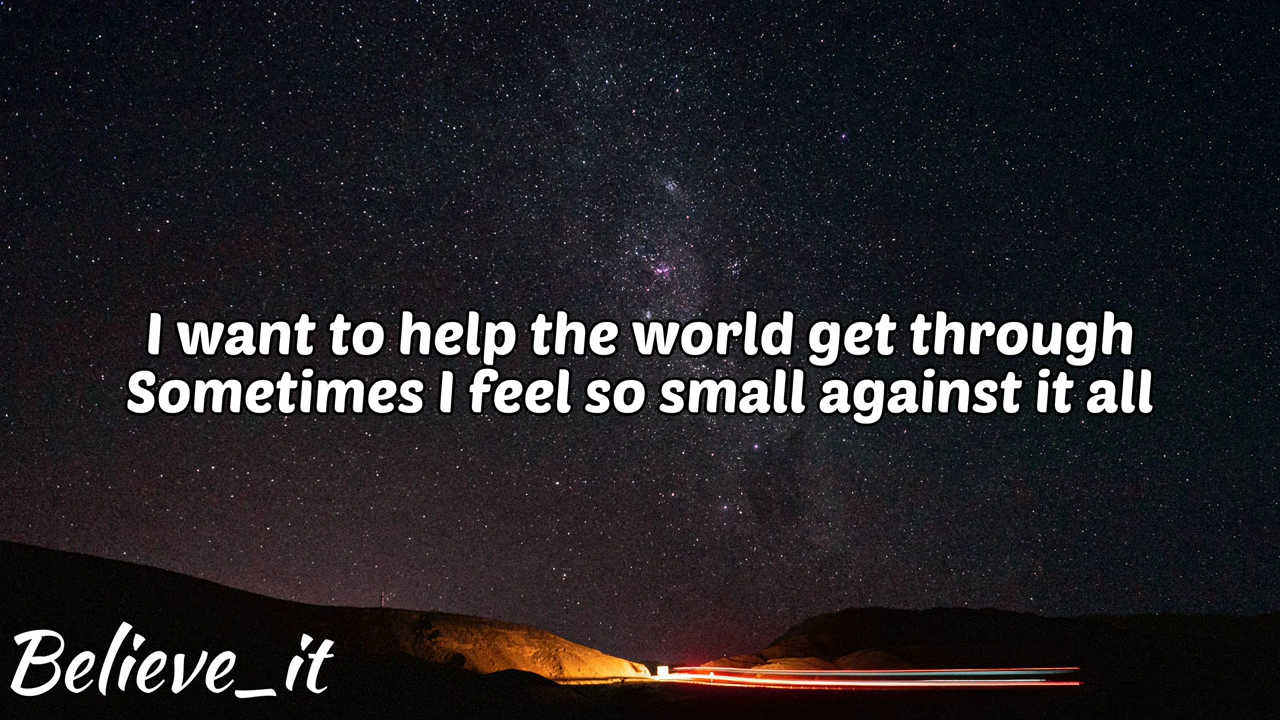 I want to help the world get through
Sometimes I feel so small against it all
Believe_it